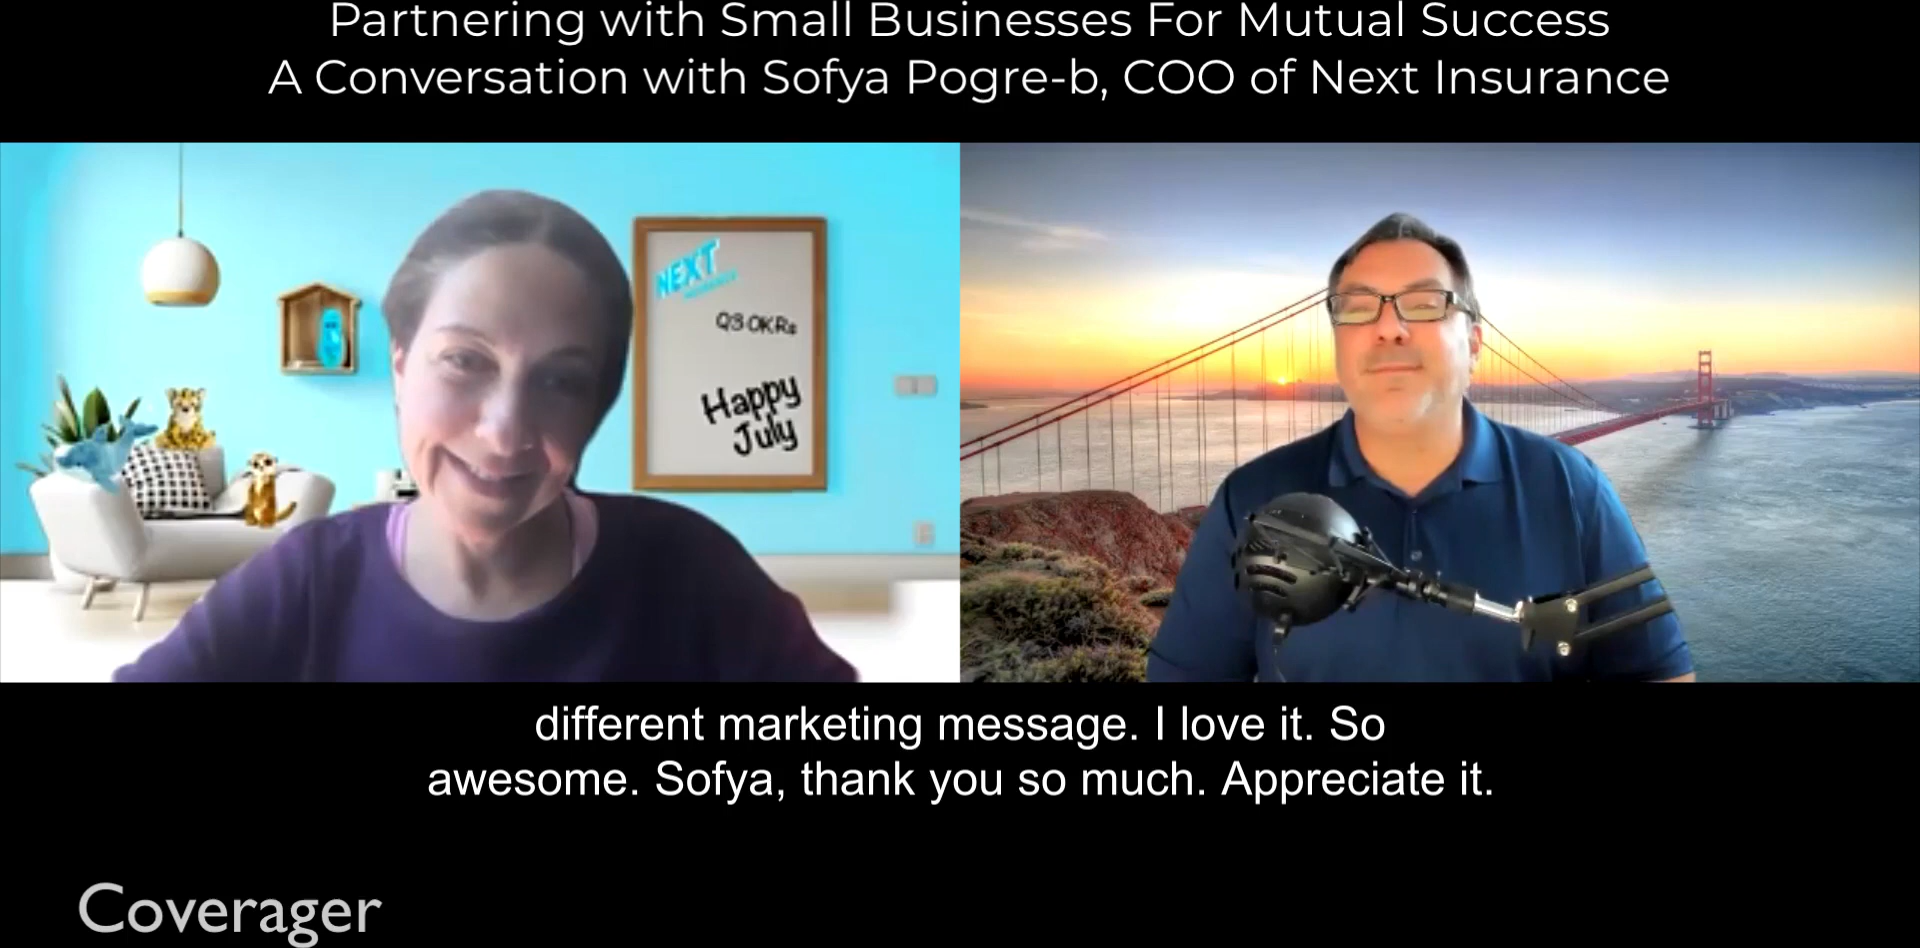 Partnering with Small Businesses For Mutual Success
A Conversation with Sofya Pogre-b, COO of Next Insurance
NEXT
Q3 OKRs
Happy
July
different marketing message. I love it. So
awesome. Sofya, thank you so much. Appreciate it.
Coverager